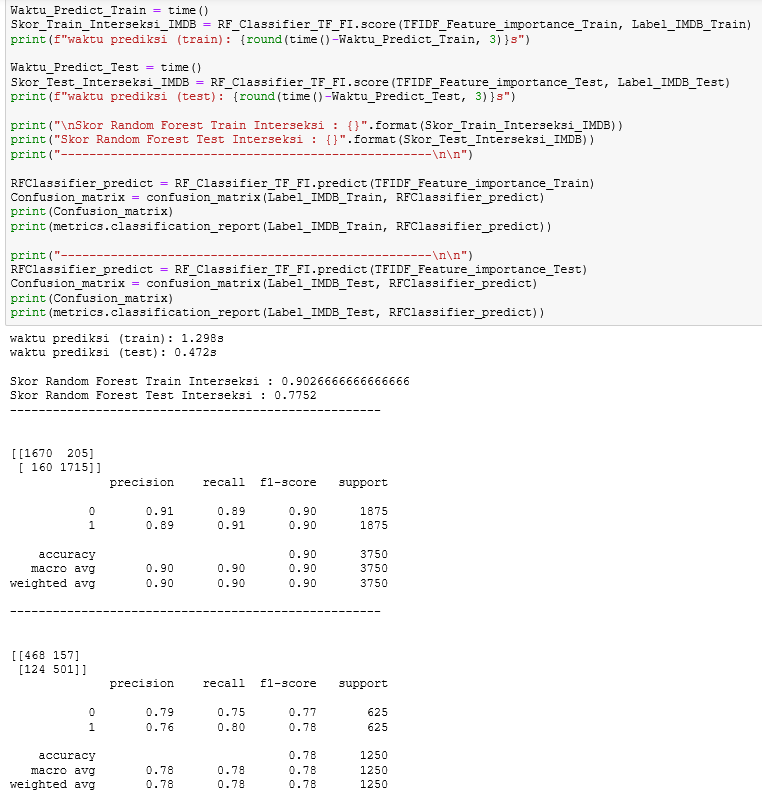 Waktu_Predict_Train = time()
Skor_Train_Interseksi_IMDB = RF_Classifier_TF_FI.score(TFIDF_Feature_importance_Train, Label_IMDB_Train)
print(f"waktu prediksi (train): {round(time()-Waktu_Predict_Train, 3)}s")

Waktu_Predict_Test = time()
Skor_Test_Interseksi_IMDB = RF_Classifier_TF_FI.score(TFIDF_Feature_importance_Test, Label_IMDB_Test)
print(f"waktu prediksi (test): {round(time()-Waktu_Predict_Test, 3)}s")

print("\nSkor Random Forest Train Interseksi : {}".format(Skor_Train_Interseksi_IMDB))
print("Skor Random Forest Test Interseksi : {}".format(Skor_Test_Interseksi_IMDB))
print("----------------------------------------------------\n\n")

RFClassifier_predict = RF_Classifier_TF_FI.predict(TFIDF_Feature_importance_Train)
Confusion_matrix = confusion_matrix(Label_IMDB_Train, RFClassifier_predict)
print(Confusion_matrix)
print(metrics.classification_report(Label_IMDB_Train, RFClassifier_predict))

print("----------------------------------------------------\n\n")
RFClassifier_predict = RF_Classifier_TF_FI.predict(TFIDF_Feature_importance_Test)
Confusion_matrix = confusion_matrix(Label_IMDB_Test, RFClassifier_predict)
print(Confusion_matrix)
print(metrics.classification_report(Label_IMDB_Test, RFClassifier_predict))

waktu prediksi (train): 1.298s
waktu prediksi (test): 0.472s

Skor Random Forest Train Interseksi : 0.9026666666666666
Skor Random Forest Test Interseksi : 0.7752
----------------------------------------------------

[[1670  205]
 [ 160 1715]]
              precision    recall  f1-score   support

           0       0.91      0.89      0.90      1875
           1       0.89      0.91      0.90      1875

    accuracy                           0.90      3750
   macro avg       0.90      0.90      0.90      3750
weighted avg       0.90      0.90      0.90      3750

----------------------------------------------------

[[468 157]
 [124 501]]
              precision    recall  f1-score   support

           0       0.79      0.75      0.77       625
           1       0.76      0.80      0.78       625

    accuracy                           0.78      1250
   macro avg       0.78      0.78      0.78      1250
weighted avg       0.78      0.78      0.78      1250